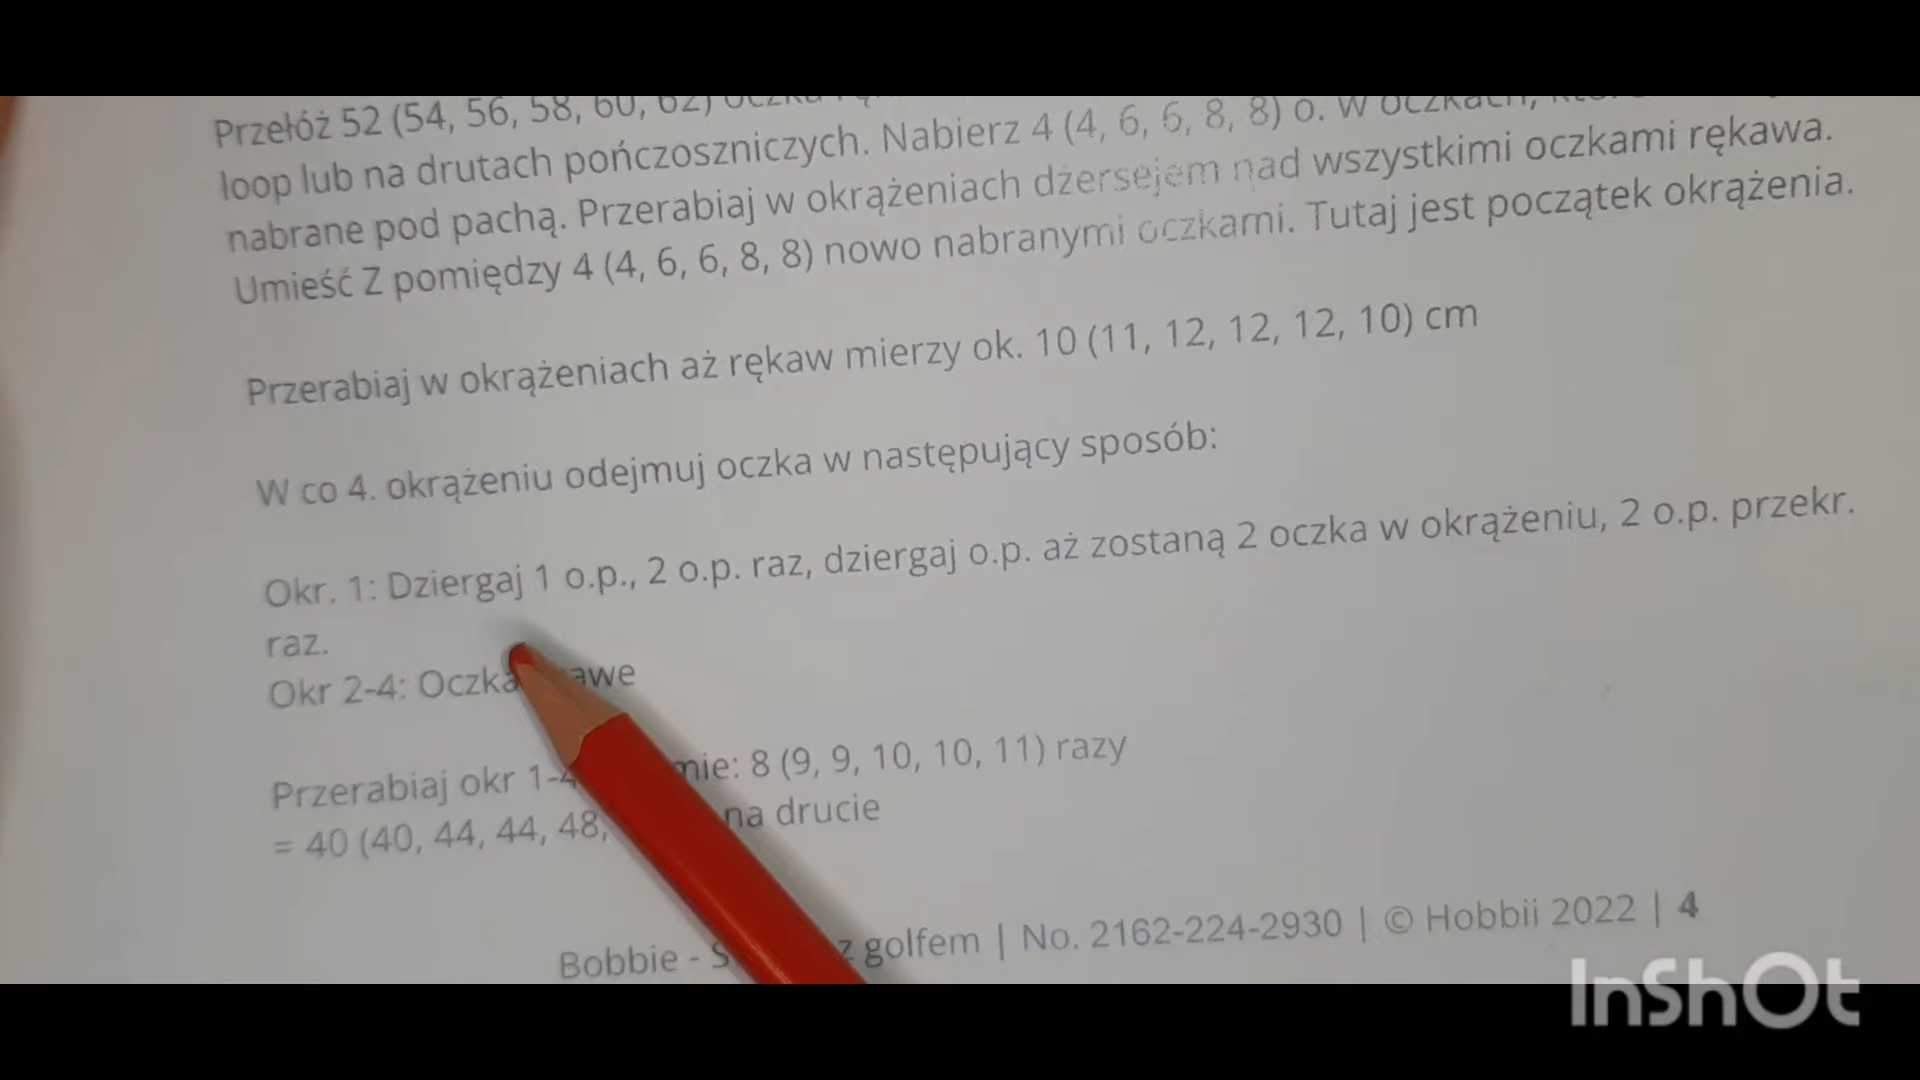 Przełóż 52 (54, 56, 58, 60, 62) oczka
loop lub na drutach pończoszniczych. Nabierz 4 (4, 6, 6, 8, 8) o. w oczkach,
nabrane pod pachą. Przerabiaj w okrążeniach dżersejem nad wszystkimi oczkami rękawa.
Umieść Z pomiędzy 4 (4, 6, 6, 8, 8) nowo nabranymi oczkami. Tutaj jest początek okrążenia.
Przerabiaj w okrążeniach aż rękaw mierzy ok. 10 (11, 12, 12, 12, 10) cm
W co 4. okrążeniu odejmuj oczka w następujący sposób:
Okr. 1: Dziergaj 1 o.p., 2 o.p. raz, dziergaj o.p. aż zostaną 2 oczka w okrążeniu, 2 o.p. przekr.
raz.
Okr 2-4: Oczka
Przerabiaj okr 1-4 8 (9, 9, 10, 10, 11) razy
= 40 (40, 44, 44, 48, na drucie
Bobbie - z golfem | No. 2162-224-2930 | © Hobbii 2022 | 4
InShOt